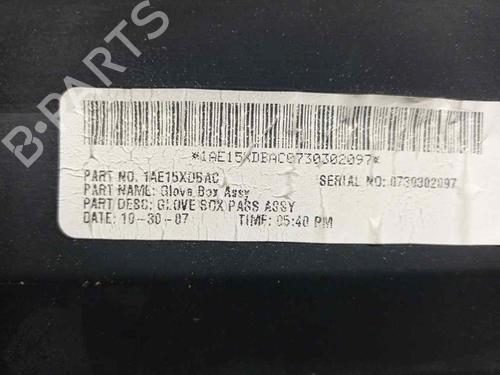 B-PARTS
*1AE15XDBAC0730302097*
PART NO. 1AE15XDBAC SERIAL NO: 0730302097
PART NAME: Glove Box Assy
PART DESC: GLOVE BOX PASS ASSY
DATE: 10-30-07 TIME: 05:40 PM